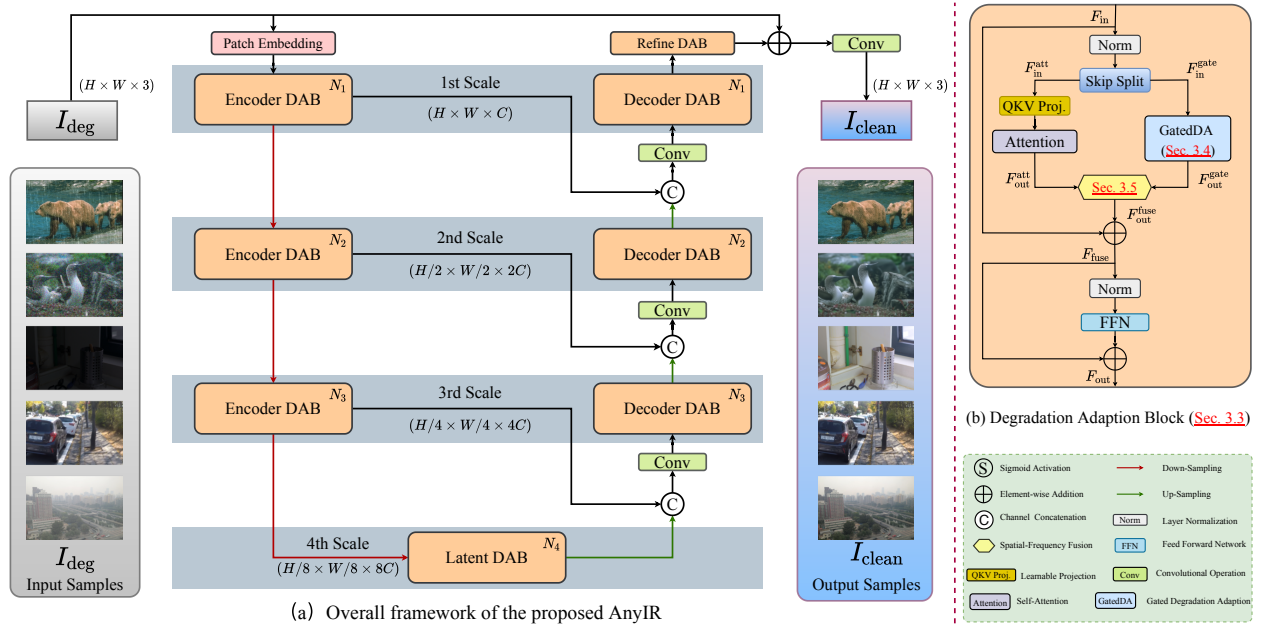 Patch Embedding
Refine DAB
Conv
(H × W × 3)
I_deg
Encoder DAB N_1
1st Scale
(H × W × C)
Decoder DAB N_1
(H × W × 3)
I_clean
Conv
C
Encoder DAB N_2
2nd Scale
(H/2 × W/2 × 2C)
Decoder DAB N_2
Conv
C
Encoder DAB N_3
3rd Scale
(H/4 × W/4 × 4C)
Decoder DAB N_3
Conv
C
4th Scale
(H/8 × W/8 × 8C)
Latent DAB N_4
I_deg
Input Samples
I_clean
Output Samples
(a) Overall framework of the proposed AnyIR
F_in
Norm
F_in^att
F_in^gate
Skip Split
QKV Proj.
Attention
GatedDA
(Sec. 3.4)
F_out^att
F_out^gate
Sec. 3.5
F_out^fuse
F_fuse
Norm
FFN
F_out
(b) Degradation Adaption Block (Sec. 3.3)
S Sigmoid Activation
Down-Sampling
Element-wise Addition
Up-Sampling
C Channel Concatenation
Norm Layer Normalization
Spatial-Frequency Fusion
FFN Feed Forward Network
QKV Proj. Learnable Projection
Conv Convolutional Operation
Attention Self-Attention
GatedDA Gated Degradation Adaption